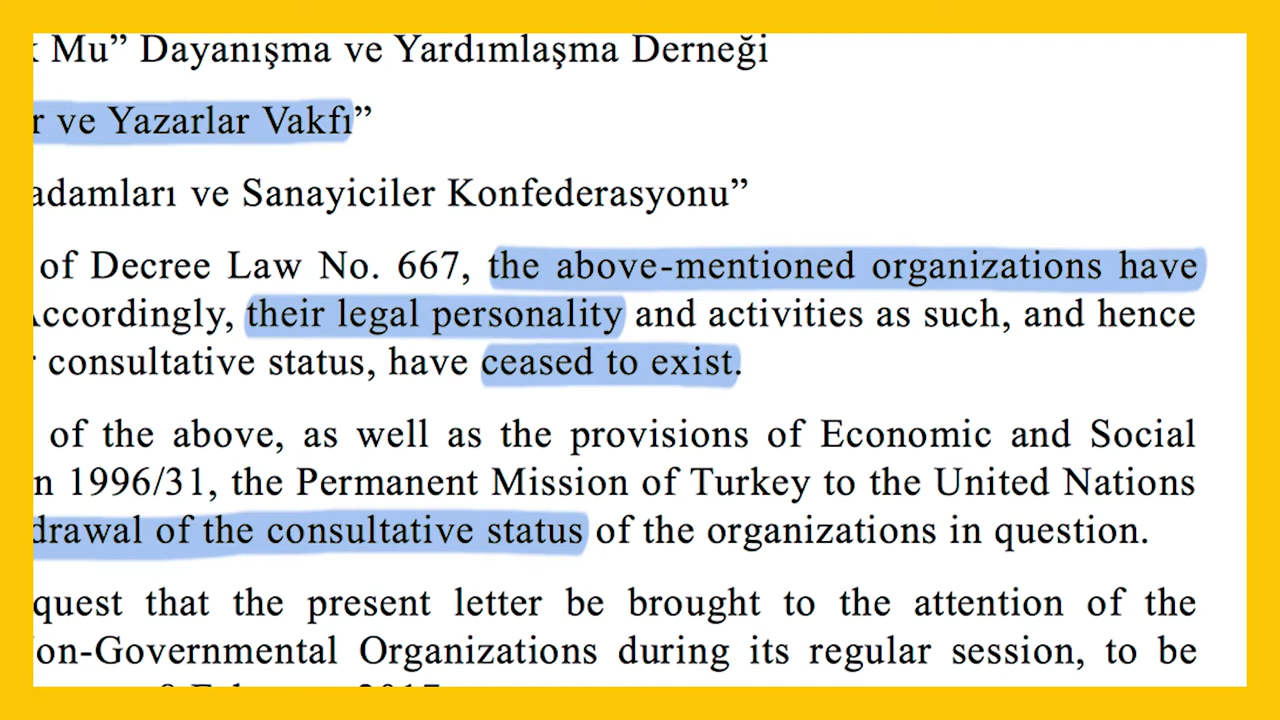 Mu” Dayanışma ve Yardımlaşma Derneği
ve Yazarlar Vakfı”
adamları ve Sanayiciler Konfederasyonu”
of Decree Law No. 667, the above-mentioned organizations have
Accordingly, their legal personality and activities as such, and hence
consultative status, have ceased to exist.
of the above, as well as the provisions of Economic and Social
n 1996/31, the Permanent Mission of Turkey to the United Nations
drawal of the consultative status of the organizations in question.
quest that the present letter be brought to the attention of the
on-Governmental Organizations during its regular session, to be